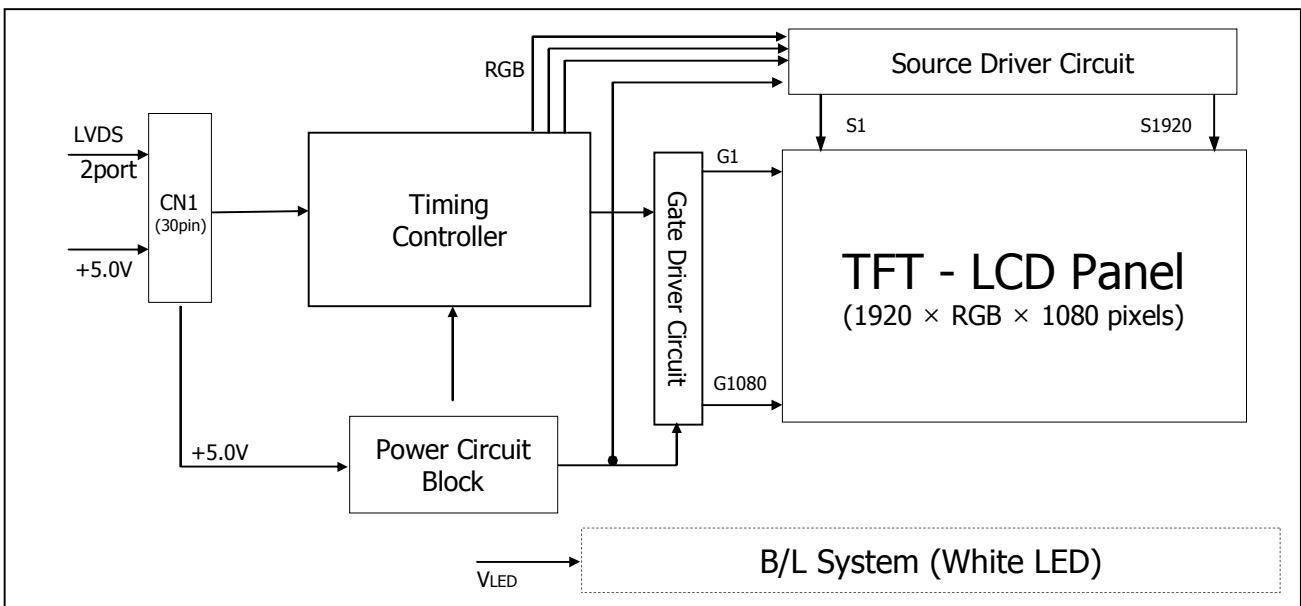 RGB
Source Driver Circuit
S1
S1920
LVDS
2port
CN1
(30pin)
+5.0V
Timing
Controller
Gate Driver Circuit
G1
G1080
TFT - LCD Panel
(1920 × RGB × 1080 pixels)
+5.0V
Power Circuit
Block
VLED
B/L System (White LED)